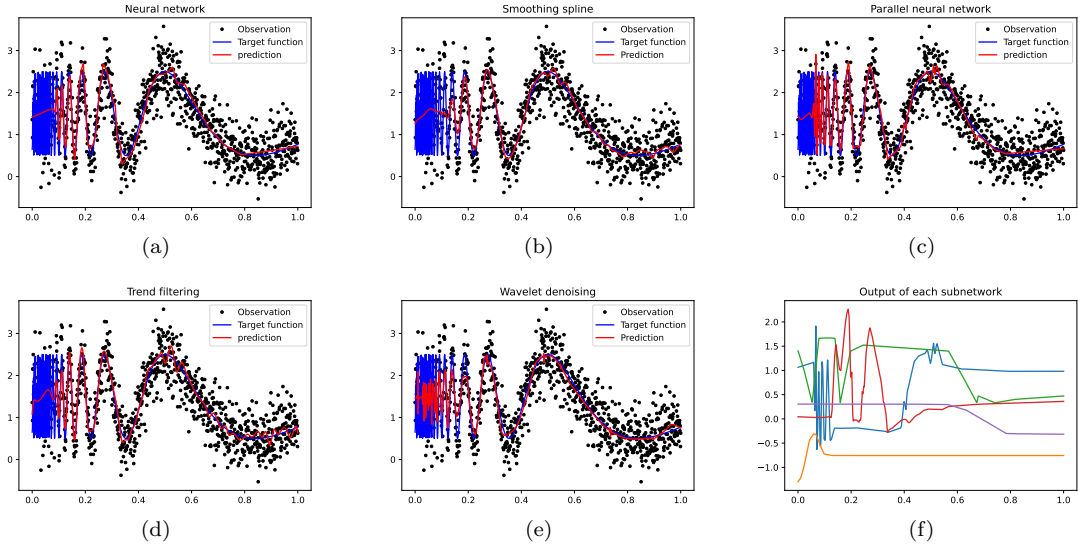 Neural network
Observation
Target function
prediction
3
2
1
0
0.0 0.2 0.4 0.6 0.8 1.0
(a)
Smoothing spline
Observation
Target function
Prediction
3
2
1
0
0.0 0.2 0.4 0.6 0.8 1.0
(b)
Parallel neural network
Observation
Target function
prediction
3
2
1
0
0.0 0.2 0.4 0.6 0.8 1.0
(c)
Trend filtering
Observation
Target function
prediction
3
2
1
0
0.0 0.2 0.4 0.6 0.8 1.0
(d)
Wavelet denoising
Observation
Target function
Prediction
3
2
1
0
0.0 0.2 0.4 0.6 0.8 1.0
(e)
Output of each subnetwork
2.0
1.5
1.0
0.5
0.0
−0.5
−1.0
0.0 0.2 0.4 0.6 0.8 1.0
(f)